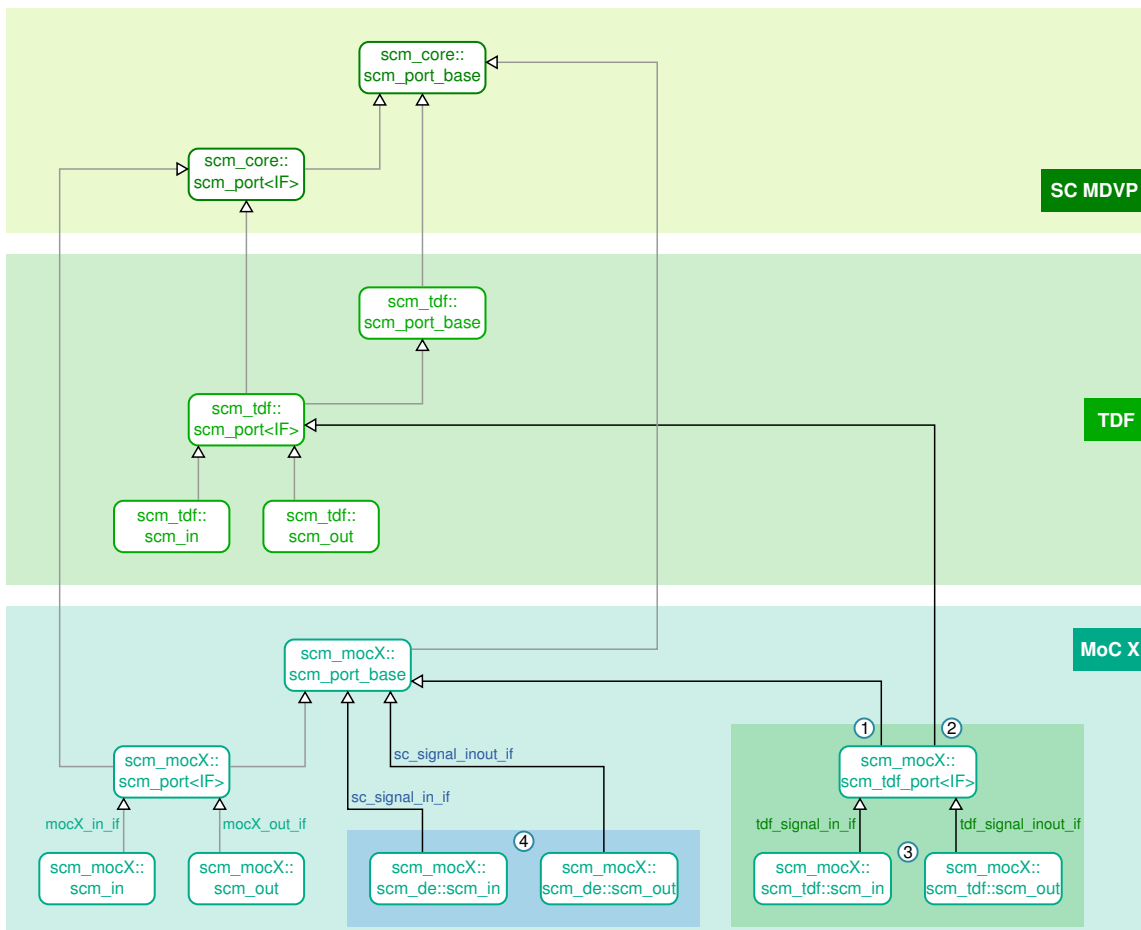 scm_core::
scm_port_base
scm_core::
scm_port<IF>
SC MDVP
scm_tdf::
scm_port_base
scm_tdf::
scm_port<IF>
TDF
scm_tdf::
scm_in
scm_tdf::
scm_out
MoC X
scm_mocX::
scm_port_base
1
2
scm_mocX::
scm_port<IF>
sc_signal_inout_if
scm_mocX::
scm_tdf_port<IF>
sc_signal_in_if
mocX_in_if
mocX_out_if
tdf_signal_in_if
tdf_signal_inout_if
4
3
scm_mocX::
scm_in
scm_mocX::
scm_out
scm_mocX::
scm_de::scm_in
scm_mocX::
scm_de::scm_out
scm_mocX::
scm_tdf::scm_in
scm_mocX::
scm_tdf::scm_out